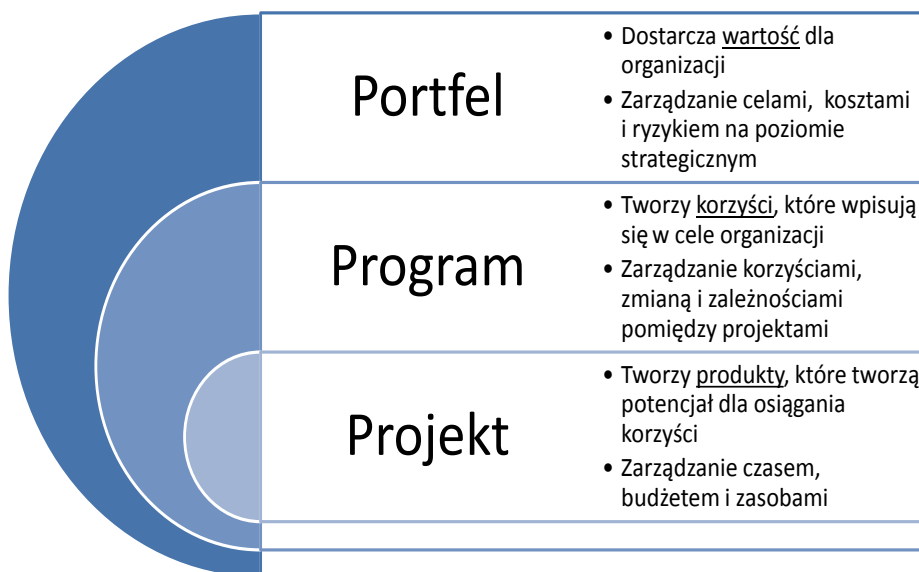 Portfel
• Dostarcza wartość dla
organizacji
• Zarządzanie celami, kosztami
i ryzykiem na poziomie
strategicznym
Program
• Tworzy korzyści, które wpisują
się w cele organizacji
• Zarządzanie korzyściami,
zmianą i zależnościami
pomiędzy projektami
Projekt
• Tworzy produkty, które tworzą
potencjał dla osiągania
korzyści
• Zarządzanie czasem,
budżetem i zasobami